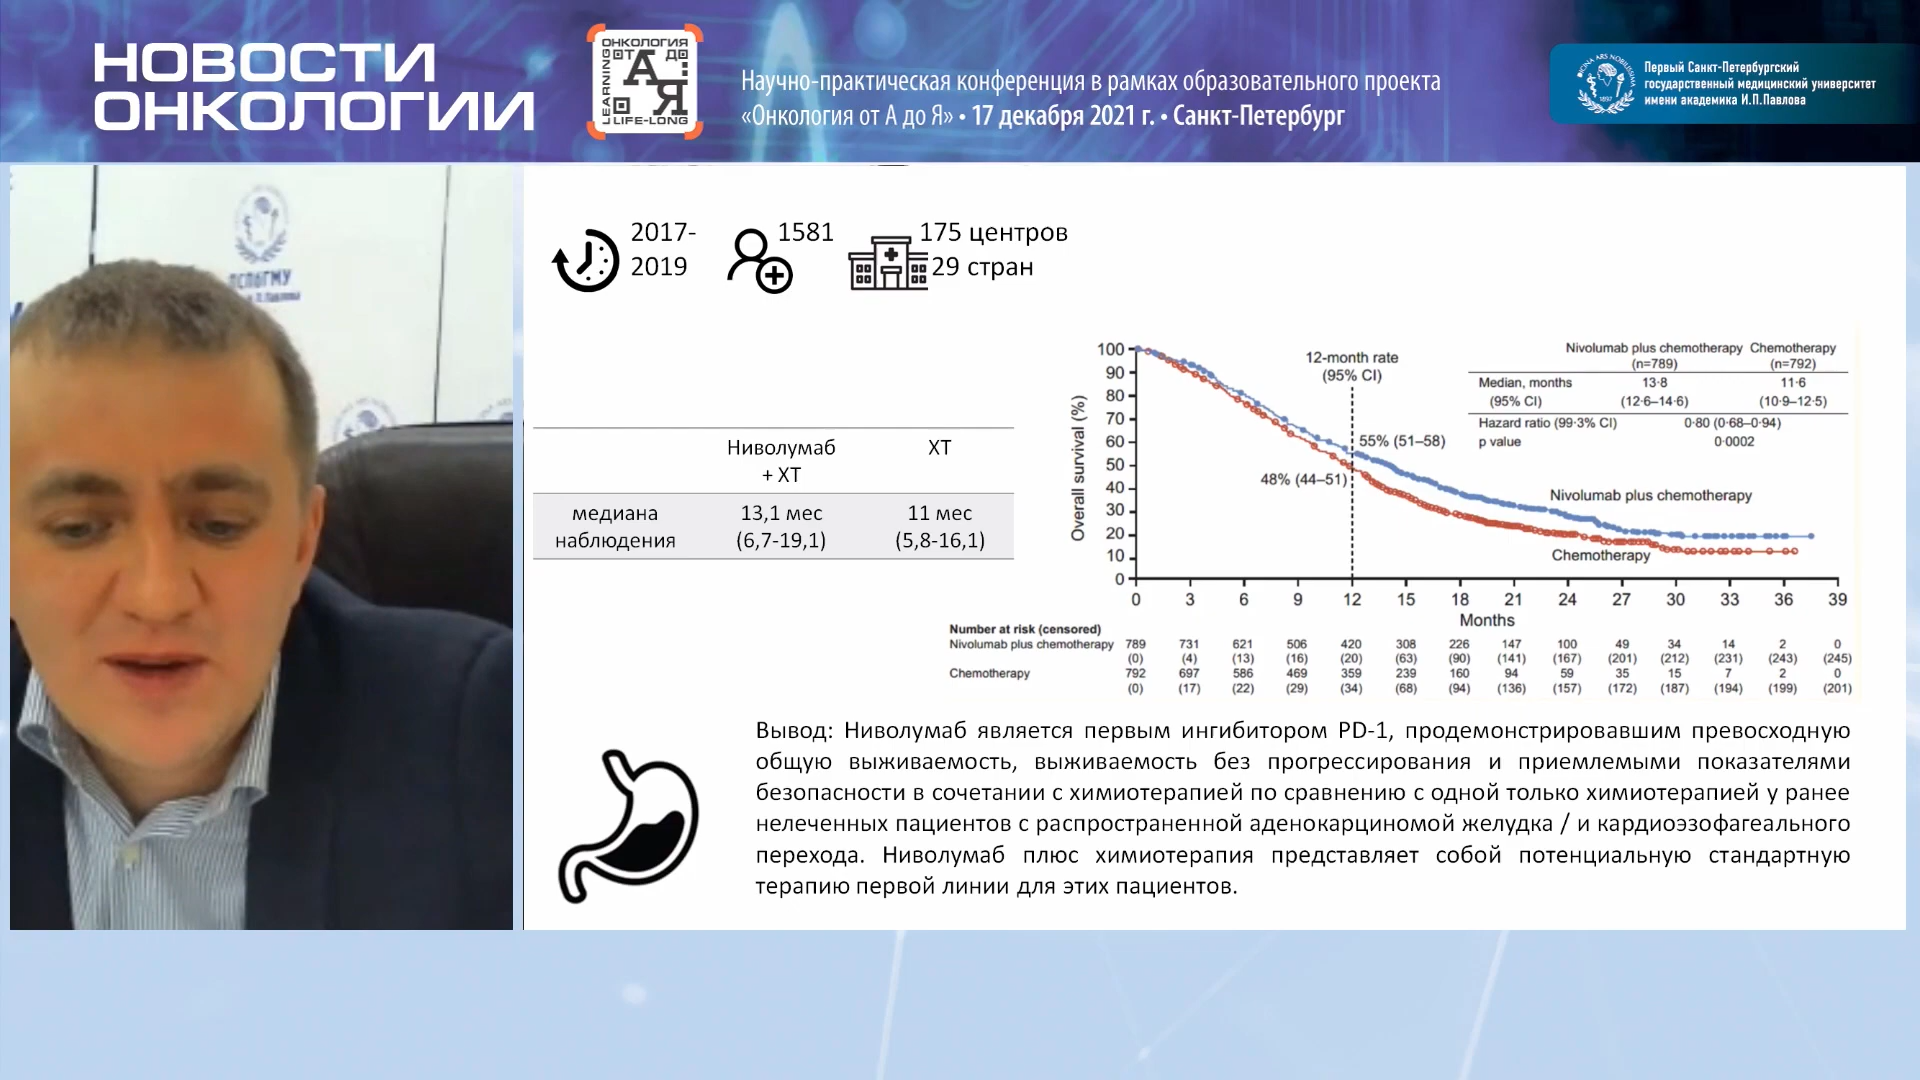 НОВОСТИ
ОНКОЛОГИИ
ОНКОЛОГИЯ
ОТ А ДО Я
LEARNING
LIFE-LONG
Научно-практическая конференция в рамках образовательного проекта
«Онкология от А до Я» • 17 декабря 2021 г. • Санкт-Петербург
Первый Санкт-Петербургский
государственный медицинский университет
имени академика И.П.Павлова
1897
2017-
2019
1581
175 центров
29 стран
Ниволумаб
+ ХТ
ХТ
медиана
наблюдения
13,1 мес
(6,7-19,1)
11 мес
(5,8-16,1)
Overall survival (%)
100
90
80
70
60
50
40
30
20
10
0
12-month rate
(95% CI)
55% (51–58)
48% (44–51)
Nivolumab plus chemotherapy Chemotherapy
(n=789) (n=792)
Median, months 13·8 11·6
(95% CI) (12·6–14·6) (10·9–12·5)
Hazard ratio (99·3% CI) 0·80 (0·68–0·94)
p value 0·0002
Nivolumab plus chemotherapy
Chemotherapy
0 3 6 9 12 15 18 21 24 27 30 33 36 39
Months
Number at risk (censored)
Nivolumab plus chemotherapy 789 731 621 506 420 308 226 147 100 49 34 14 2 0
(0) (4) (13) (16) (20) (63) (90) (141) (167) (201) (212) (231) (243) (245)
Chemotherapy 792 697 586 469 359 239 160 94 59 35 15 7 2 0
(0) (17) (22) (29) (34) (68) (94) (136) (157) (172) (187) (194) (199) (201)
Вывод: Ниволумаб является первым ингибитором PD-1, продемонстрировавшим превосходную
общую выживаемость, выживаемость без прогрессирования и приемлемыми показателями
безопасности в сочетании с химиотерапией по сравнению с одной только химиотерапией у ранее
нелеченных пациентов с распространенной аденокарциномой желудка / и кардиоэзофагеального
перехода. Ниволумаб плюс химиотерапия представляет собой потенциальную стандартную
терапию первой линии для этих пациентов.